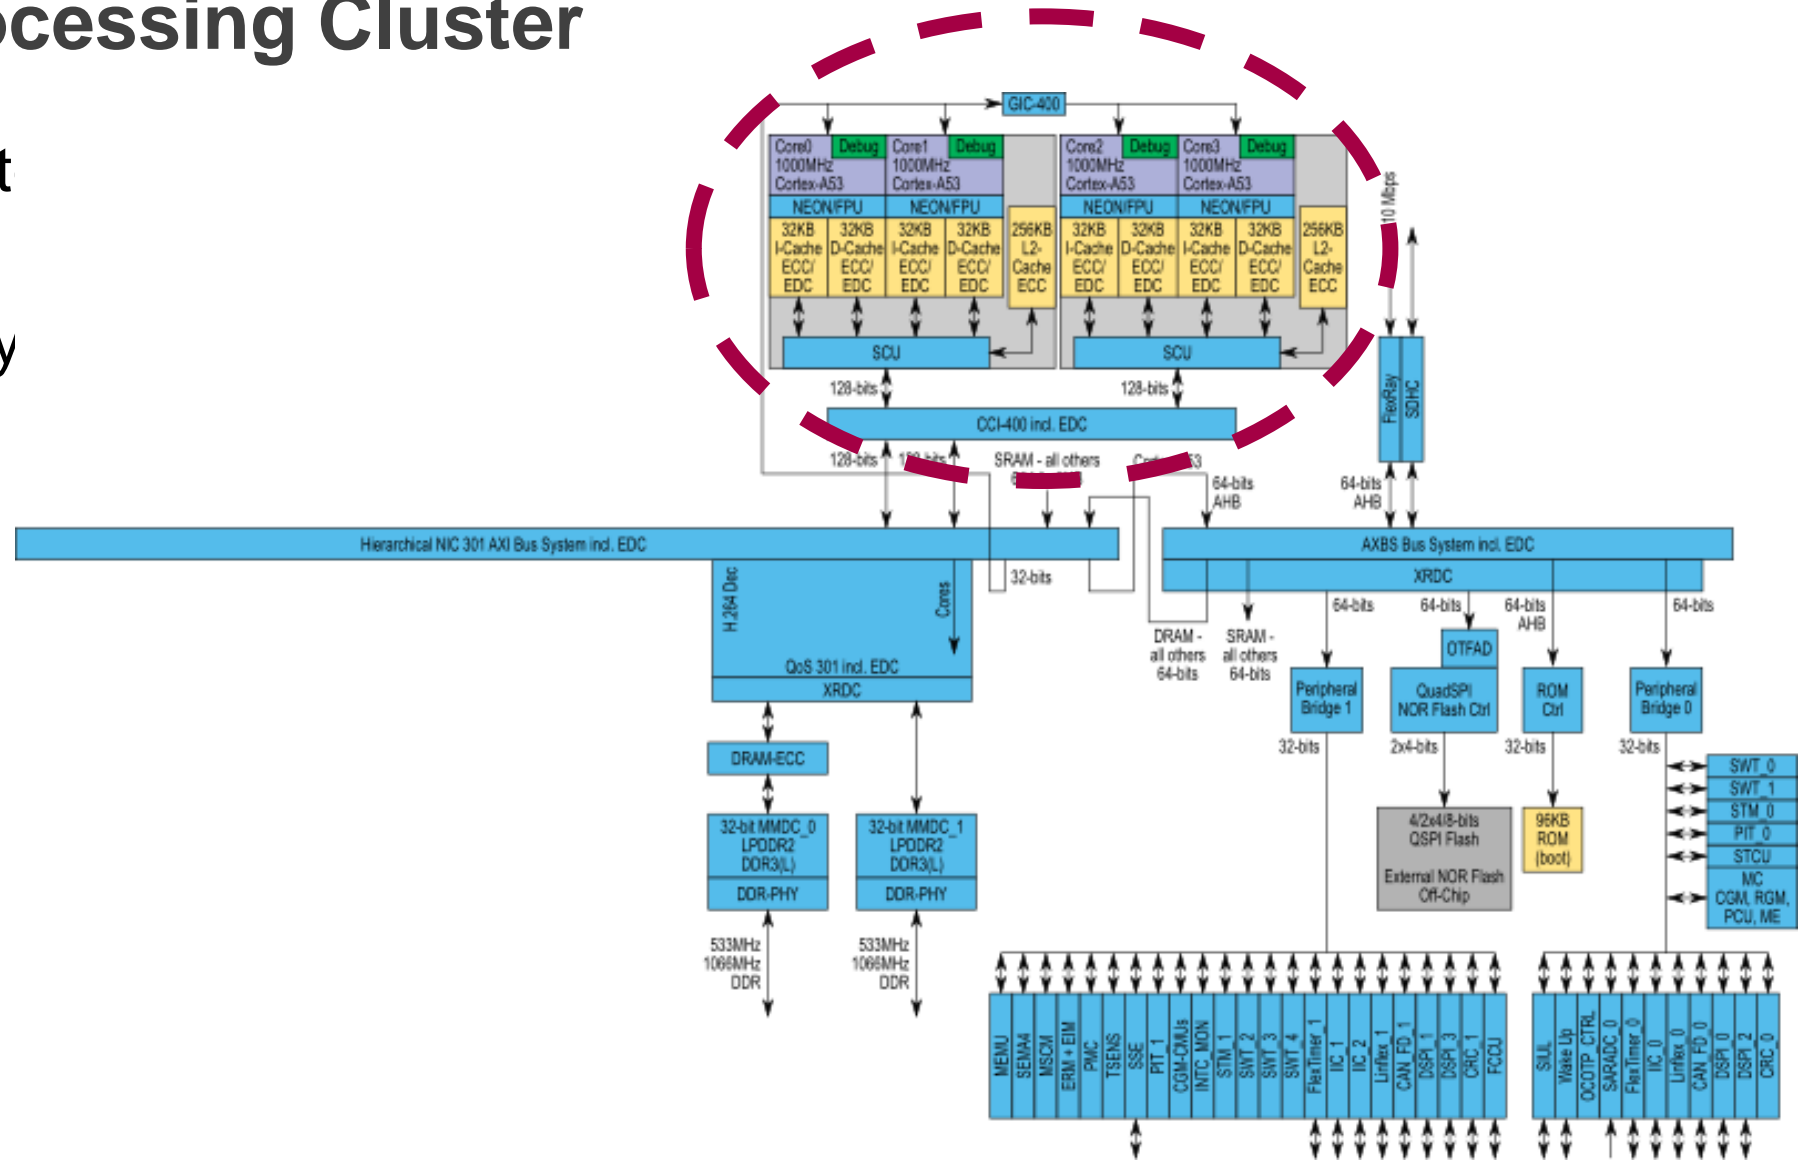 ocessing Cluster
GIC-400
Core0
1000MHz
Cortex-A53
Debug
Core1
1000MHz
Cortex-A53
Debug
NEON/FPU
NEON/FPU
32KB
I-Cache
ECC/
EDC
32KB
D-Cache
ECC/
EDC
32KB
I-Cache
ECC/
EDC
32KB
D-Cache
ECC/
EDC
256KB
L2-
Cache
ECC
SCU
128-bits
Core2
1000MHz
Cortex-A53
Debug
Core3
1000MHz
Cortex-A53
Debug
NEON/FPU
NEON/FPU
32KB
I-Cache
ECC/
EDC
32KB
D-Cache
ECC/
EDC
32KB
I-Cache
ECC/
EDC
32KB
D-Cache
ECC/
EDC
256KB
L2-
Cache
ECC
SCU
128-bits
10 Mbps
FlexRay
SDHC
CCI-400 incl. EDC
128-bits
SRAM - all others
64-bits
AHB
64-bits
AHB
Hierarchical NIC 301 AXI Bus System incl. EDC
AXBS Bus System incl. EDC
XRDC
32-bits
H.264 Dec
Cores
QoS 301 incl. EDC
XRDC
DRAM -
all others
64-bits
SRAM -
all others
64-bits
64-bits
64-bits
64-bits
AHB
64-bits
OTFAD
Peripheral
Bridge 1
QuadSPI
NOR Flash Ctrl
ROM
Ctrl
Peripheral
Bridge 0
32-bits
2x4-bits
32-bits
32-bits
DRAM-ECC
32-bit MMDC_0
LPDDR2
DDR3(L)
DDR-PHY
32-bit MMDC_1
LPDDR2
DDR3(L)
DDR-PHY
533MHz
1066MHz
DDR
533MHz
1066MHz
DDR
4/2x4/8-bits
QSPI Flash
External NOR Flash
Off-Chip
96KB
ROM
(boot)
SWT_0
SWT_1
STM_0
PIT_0
STCU
MC
CGM, RGM,
PCU, ME
MEMU
SEMA4
MSCM
ERM + EIM
PMC
TSENS
SSE
PIT_1
CGM-CMUs
INTC_MON
STM_1
SWT_2
SWT_3
SWT_4
FlexTimer_1
IIC_1
IIC_2
Linflex_1
CAN_FD_1
DSPI_1
DSPI_3
CRC_1
FCCU
SIUL
Wake Up
OCOTP_CTRL
SARADC_0
FlexTimer_0
IIC_0
Linflex_0
CAN_FD_0
DSPI_0
DSPI_2
CRC_0